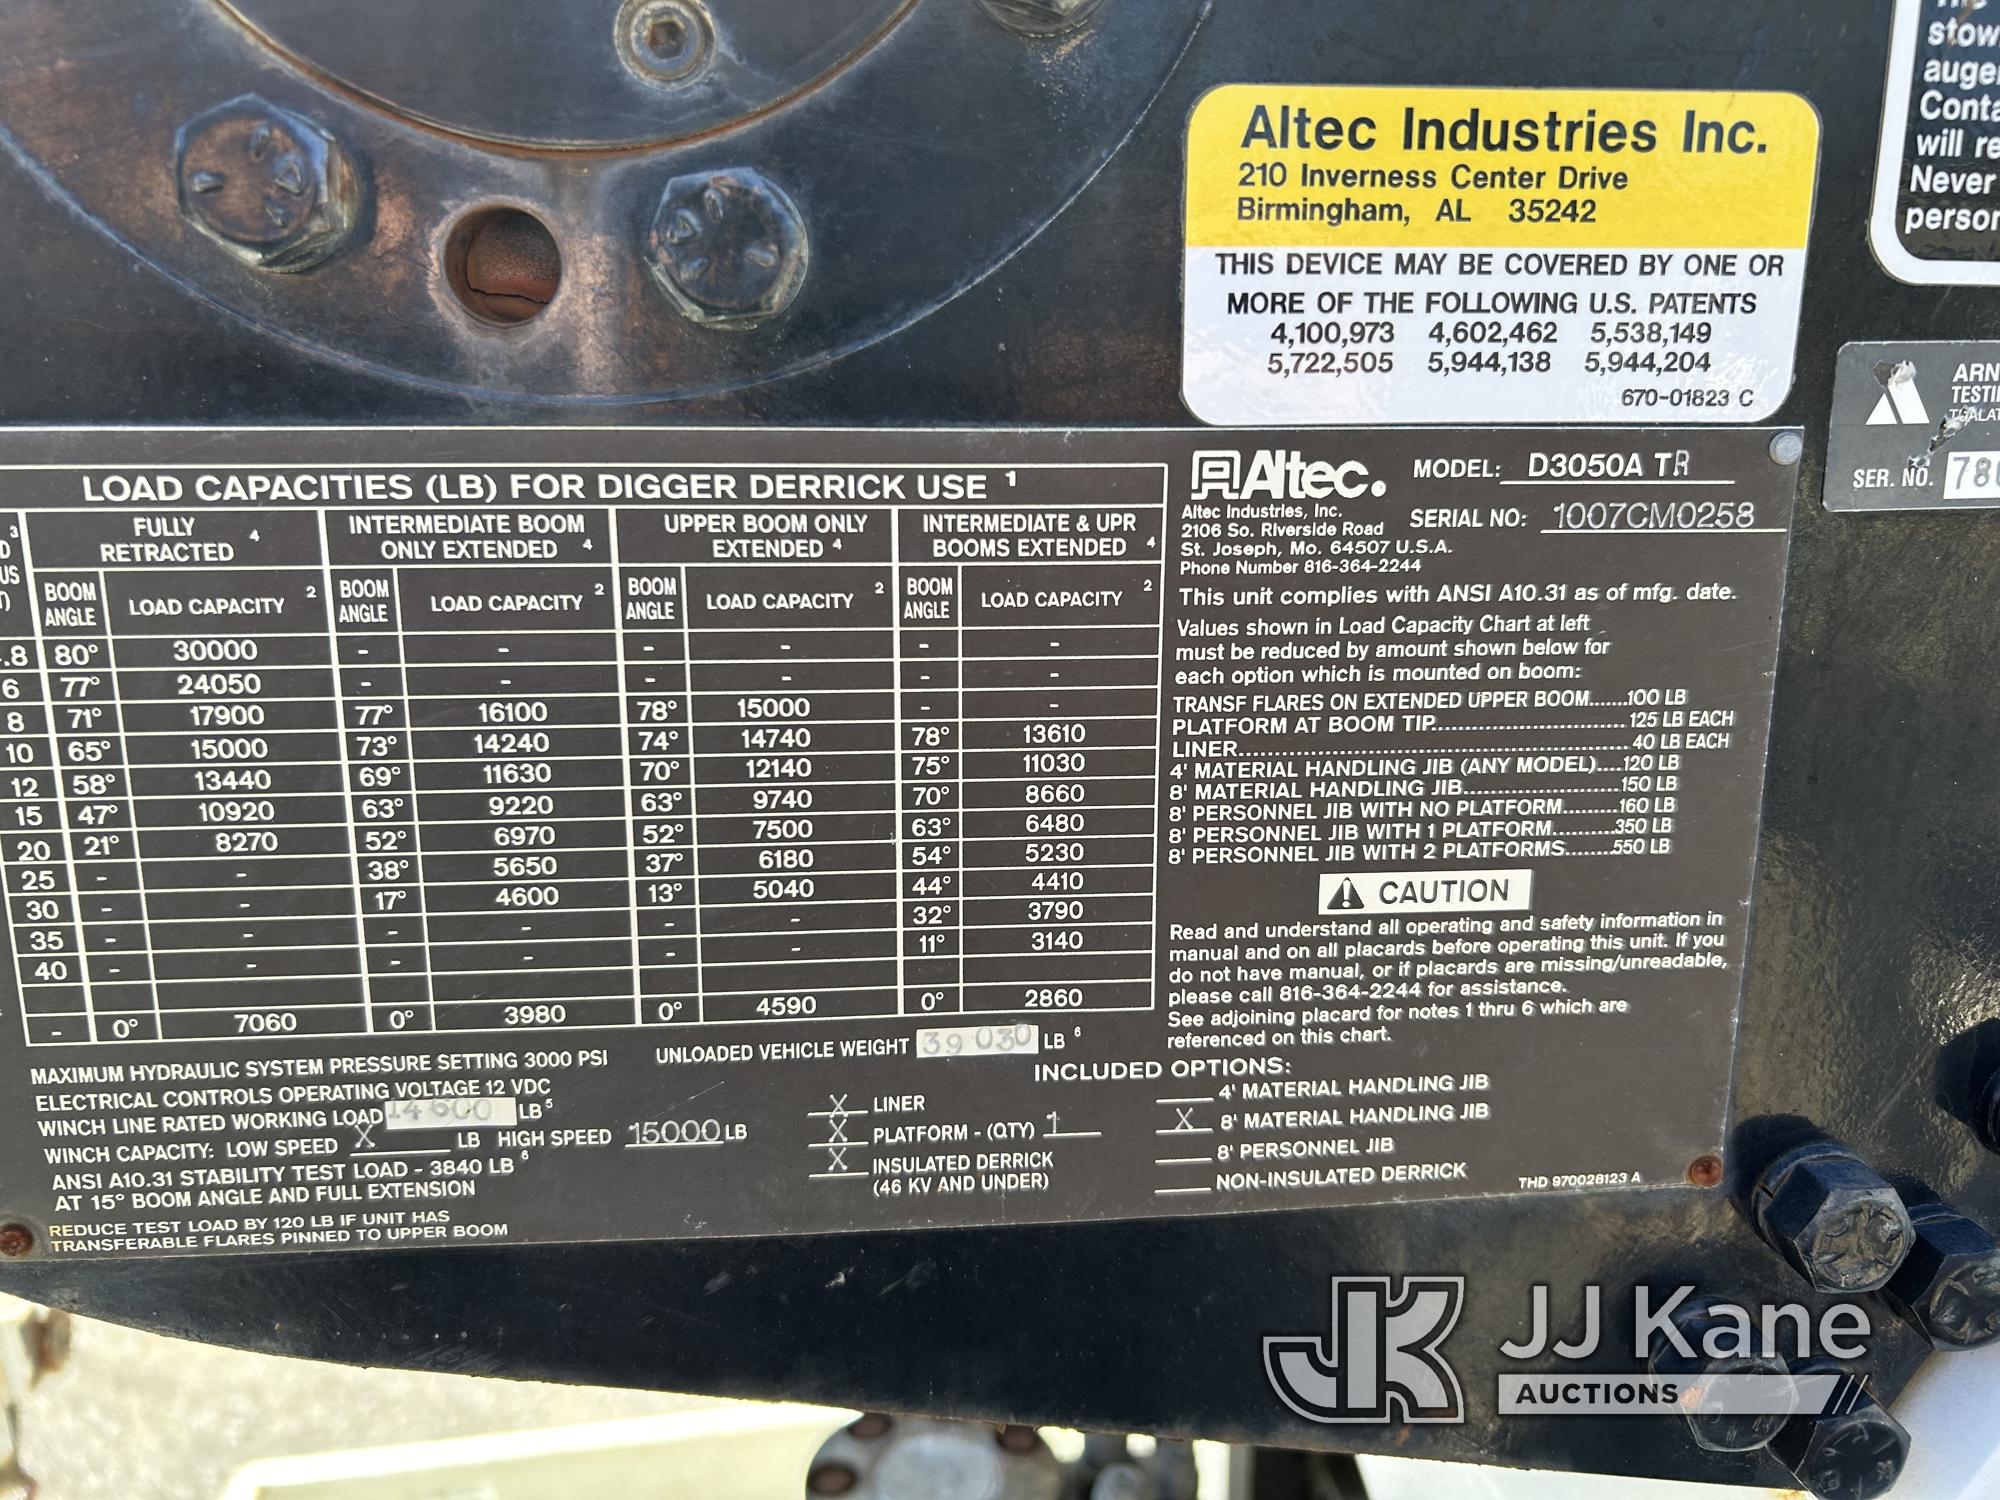 stow
Conta
will re
Never
person
Altec Industries Inc.
210 Inverness Center Drive
Birmingham, AL 35242
THIS DEVICE MAY BE COVERED BY ONE OR
MORE OF THE FOLLOWING U.S. PATENTS
4,100,973 4,602,462 5,538,149
5,722,505 5,944,138 5,944,204
670-01823 C
ARN
TESTI
SER. NO. 78
LOAD CAPACITIES (LB) FOR DIGGER DERRICK USE 1
FULLY RETRACTED 4
INTERMEDIATE BOOM ONLY EXTENDED 4
UPPER BOOM ONLY EXTENDED 4
INTERMEDIATE & UPR BOOMS EXTENDED 4
BOOM ANGLE LOAD CAPACITY 2 BOOM ANGLE LOAD CAPACITY 2 BOOM ANGLE LOAD CAPACITY 2 BOOM ANGLE LOAD CAPACITY 2
.8 80° 30000 - - - - - -
6 77° 24050 - - - - - -
8 71° 17900 77° 16100 78° 15000 - -
10 65° 15000 73° 14240 74° 14740 78° 13610
12 58° 13440 69° 11630 70° 12140 75° 11030
15 47° 10920 63° 9220 63° 9740 70° 8660
20 21° 8270 52° 6970 52° 7500 63° 6480
25 - - 38° 5650 37° 6180 54° 5230
30 - - 17° 4600 13° 5040 44° 4410
35 - - - - - - 32° 3790
40 - - - - - - 11° 3140
- 0° 7060 0° 3980 0° 4590 0° 2860
MAXIMUM HYDRAULIC SYSTEM PRESSURE SETTING 3000 PSI
ELECTRICAL CONTROLS OPERATING VOLTAGE 12 VDC
WINCH LINE RATED WORKING LOAD LB 5
WINCH CAPACITY: LOW SPEED X LB HIGH SPEED 15000 LB
ANSI A10.31 STABILITY TEST LOAD - 3840 LB 6
AT 15° BOOM ANGLE AND FULL EXTENSION
REDUCE TEST LOAD BY 120 LB IF UNIT HAS
TRANSFERABLE FLARES PINNED TO UPPER BOOM
UNLOADED VEHICLE WEIGHT 39 030 LB 6
INCLUDED OPTIONS:
X LINER
X PLATFORM - (QTY) 1
X INSULATED DERRICK
(46 KV AND UNDER)
4' MATERIAL HANDLING JIB
X 8' MATERIAL HANDLING JIB
8' PERSONNEL JIB
NON-INSULATED DERRICK
THD 970028123 A
Altec.
MODEL: D3050A TR
SERIAL NO: 1007CM0258
Altec Industries, Inc.
2106 So. Riverside Road
St. Joseph, Mo. 64507 U.S.A.
Phone Number 816-364-2244
This unit complies with ANSI A10.31 as of mfg. date.
Values shown in Load Capacity Chart at left
must be reduced by amount shown below for
each option which is mounted on boom:
TRANSF FLARES ON EXTENDED UPPER BOOM.......100 LB
PLATFORM AT BOOM TIP............................125 LB EACH
LINER.......................................................40 LB EACH
4' MATERIAL HANDLING JIB (ANY MODEL)....120 LB
8' MATERIAL HANDLING JIB.......................150 LB
8' PERSONNEL JIB WITH NO PLATFORM.........160 LB
8' PERSONNEL JIB WITH 1 PLATFORM..........350 LB
8' PERSONNEL JIB WITH 2 PLATFORMS........550 LB
CAUTION
Read and understand all operating and safety information in
manual and on all placards before operating this unit. If you
do not have manual, or if placards are missing/unreadable,
please call 816-364-2244 for assistance.
See adjoining placard for notes 1 thru 6 which are
referenced on this chart.
JK JJ Kane
AUCTIONS